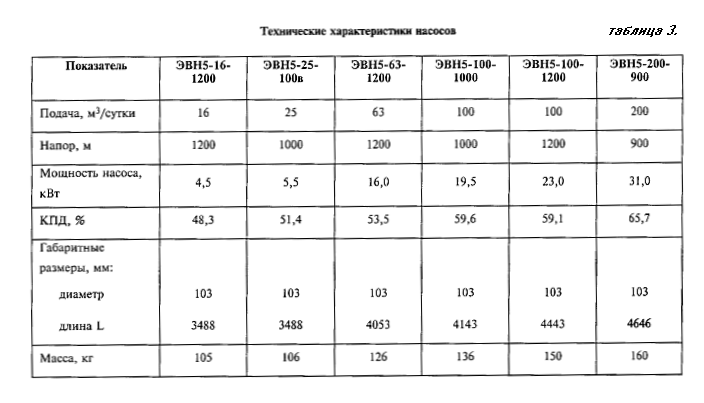 Технические характеристики насосов
таблица 3.
Показатель ЭВН5-16-1200 ЭВН5-25-100в ЭВН5-63-1200 ЭВН5-100-1000 ЭВН5-100-1200 ЭВН5-200-900
Подача, м³/сутки 16 25 63 100 100 200
Напор, м 1200 1000 1200 1000 1200 900
Мощность насоса,
кВт 4,5 5,5 16,0 19,5 23,0 31,0
КПД, % 48,3 51,4 53,5 59,6 59,1 65,7
Габаритные
размеры, мм:
диаметр 103 103 103 103 103 103
длина L 3488 3488 4053 4143 4443 4646
Масса, кг 105 106 126 136 150 160